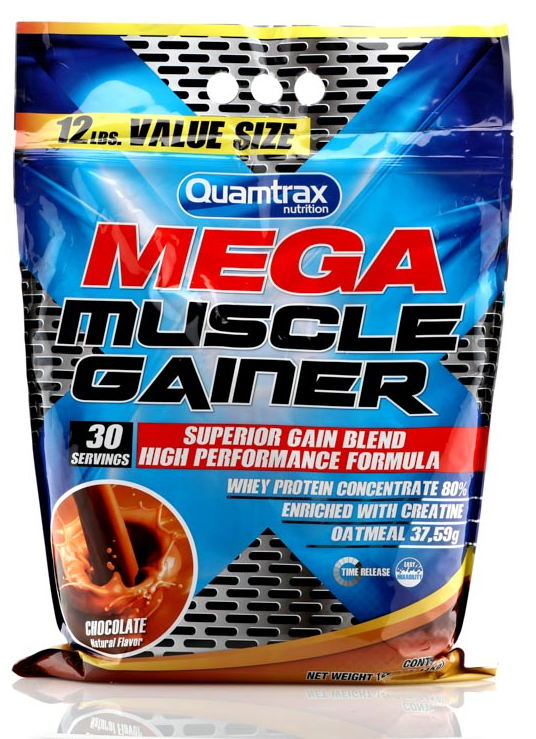 12 LBS. VALUE SIZE
Quamtrax
nutrition
MEGA
MUSCLE
GAINER
30
SERVINGS
SUPERIOR GAIN BLEND
HIGH PERFORMANCE FORMULA
WHEY PROTEIN CONCENTRATE 80%
ENRICHED WITH CREATINE
OATMEAL 37,59g
TIME RELEASE
EASY
CHOCOLATE
Natural Flavor
NET WEIGHT